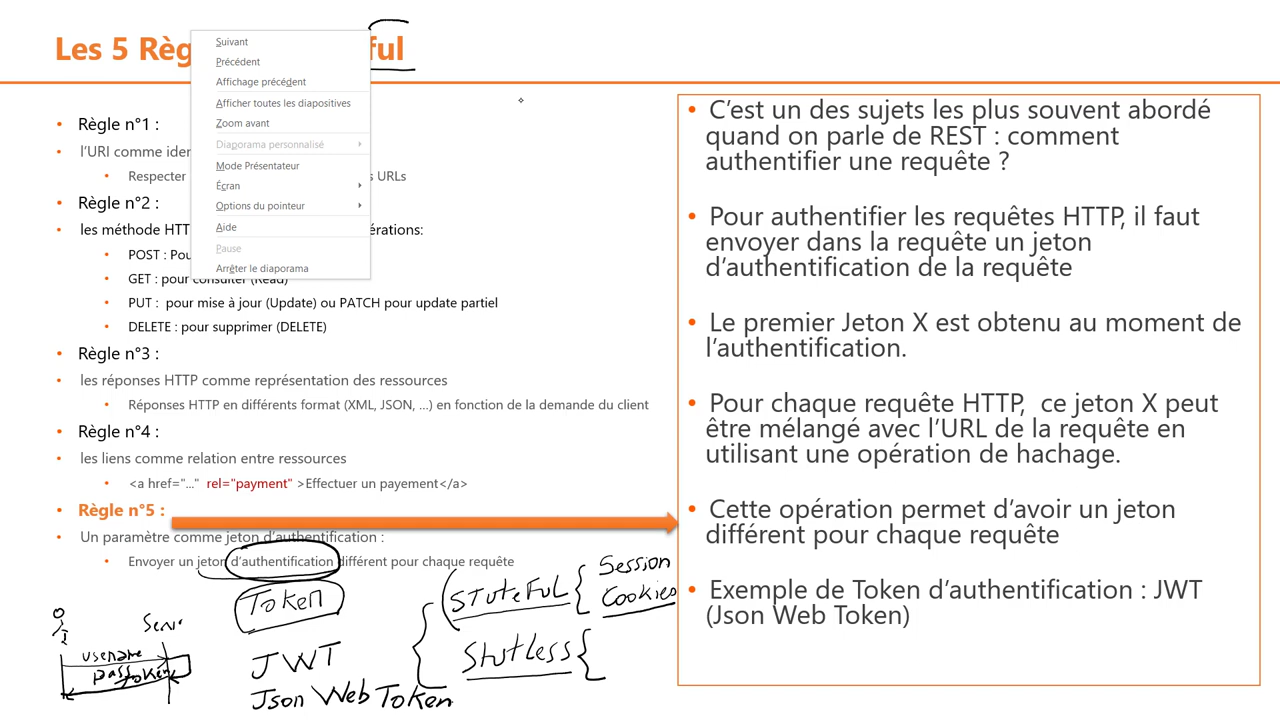 Les 5 Règ
ful
Suivant
Précédent
Affichage précédent
Afficher toutes les diapositives
Zoom avant
Diaporama personnalisé
Mode Présentateur
Écran
Options du pointeur
Aide
Pause
Arrêter le diaporama
• Règle n°1 :
• l'URI comme iden
• Respecter
URLs
• Règle n°2 :
• les méthode HTT
érations:
• POST : Pou
• GET : pour consulter (Read)
• PUT : pour mise à jour (Update) ou PATCH pour update partiel
• DELETE : pour supprimer (DELETE)
• Règle n°3 :
• les réponses HTTP comme représentation des ressources
• Réponses HTTP en différents format (XML, JSON, ...) en fonction de la demande du client
• Règle n°4 :
• les liens comme relation entre ressources
• <a href="..." rel="payment" >Effectuer un payement</a>
• Règle n°5 :
• Un paramètre comme jeton d'authentification :
• Envoyer un jeton d'authentification différent pour chaque requête
Token
JWT
Json Web Token
Serv
username
pass
token
Stateful
Session
Cookies
Statless
• C'est un des sujets les plus souvent abordé
quand on parle de REST : comment
authentifier une requête ?
• Pour authentifier les requêtes HTTP, il faut
envoyer dans la requête un jeton
d'authentification de la requête
• Le premier Jeton X est obtenu au moment de
l'authentification.
• Pour chaque requête HTTP, ce jeton X peut
être mélangé avec l'URL de la requête en
utilisant une opération de hachage.
• Cette opération permet d'avoir un jeton
différent pour chaque requête
• Exemple de Token d'authentification : JWT
(Json Web Token)